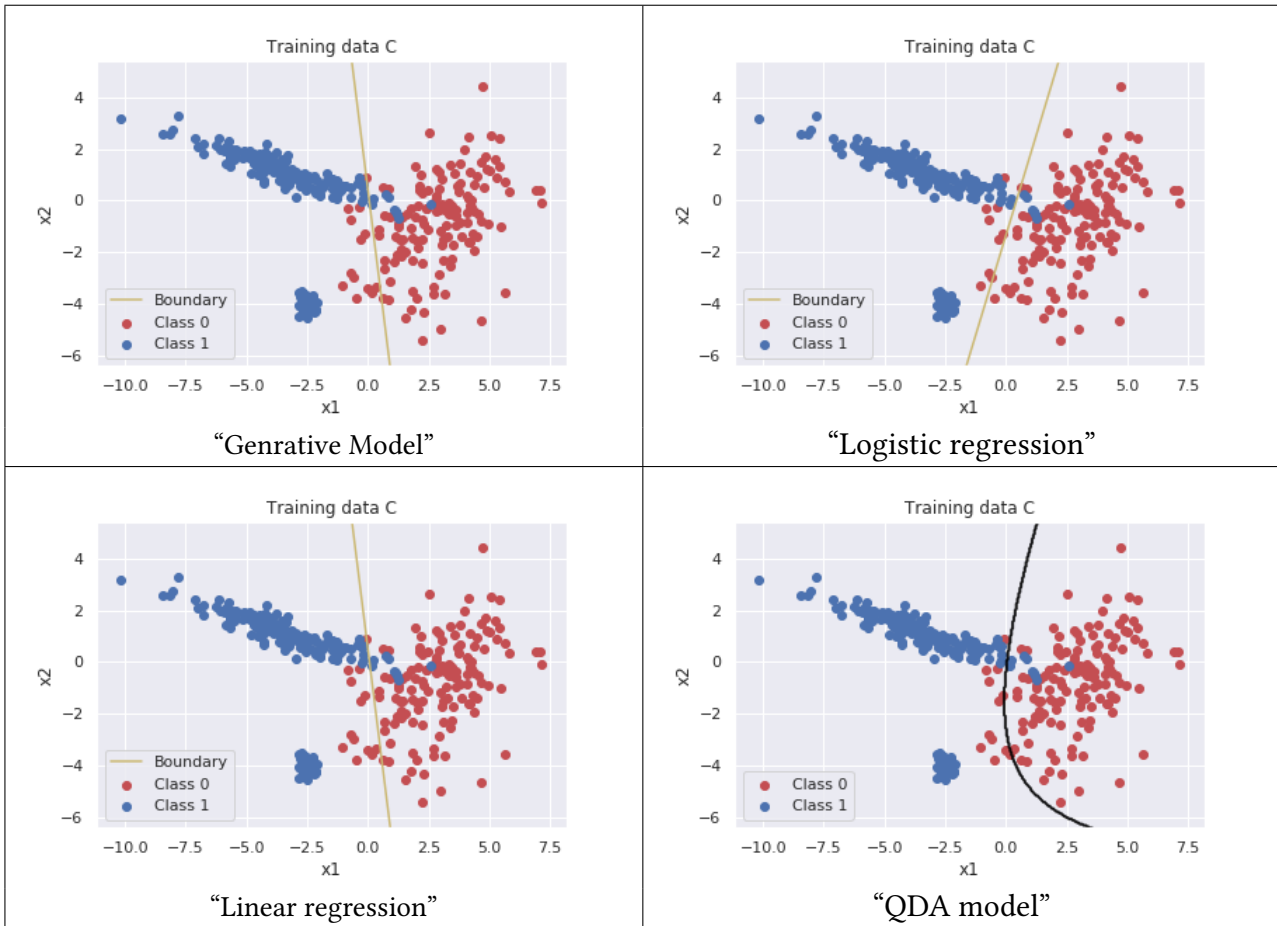 Training data C
4
2
0
−2
−4
−6
x2
Boundary
Class 0
Class 1
−10.0 −7.5 −5.0 −2.5 0.0 2.5 5.0 7.5
x1
“Genrative Model”
Training data C
4
2
0
−2
−4
−6
x2
Boundary
Class 0
Class 1
−10.0 −7.5 −5.0 −2.5 0.0 2.5 5.0 7.5
x1
“Logistic regression”
Training data C
4
2
0
−2
−4
−6
x2
Boundary
Class 0
Class 1
−10.0 −7.5 −5.0 −2.5 0.0 2.5 5.0 7.5
x1
“Linear regression”
Training data C
4
2
0
−2
−4
−6
x2
Class 0
Class 1
−10.0 −7.5 −5.0 −2.5 0.0 2.5 5.0 7.5
x1
“QDA model”